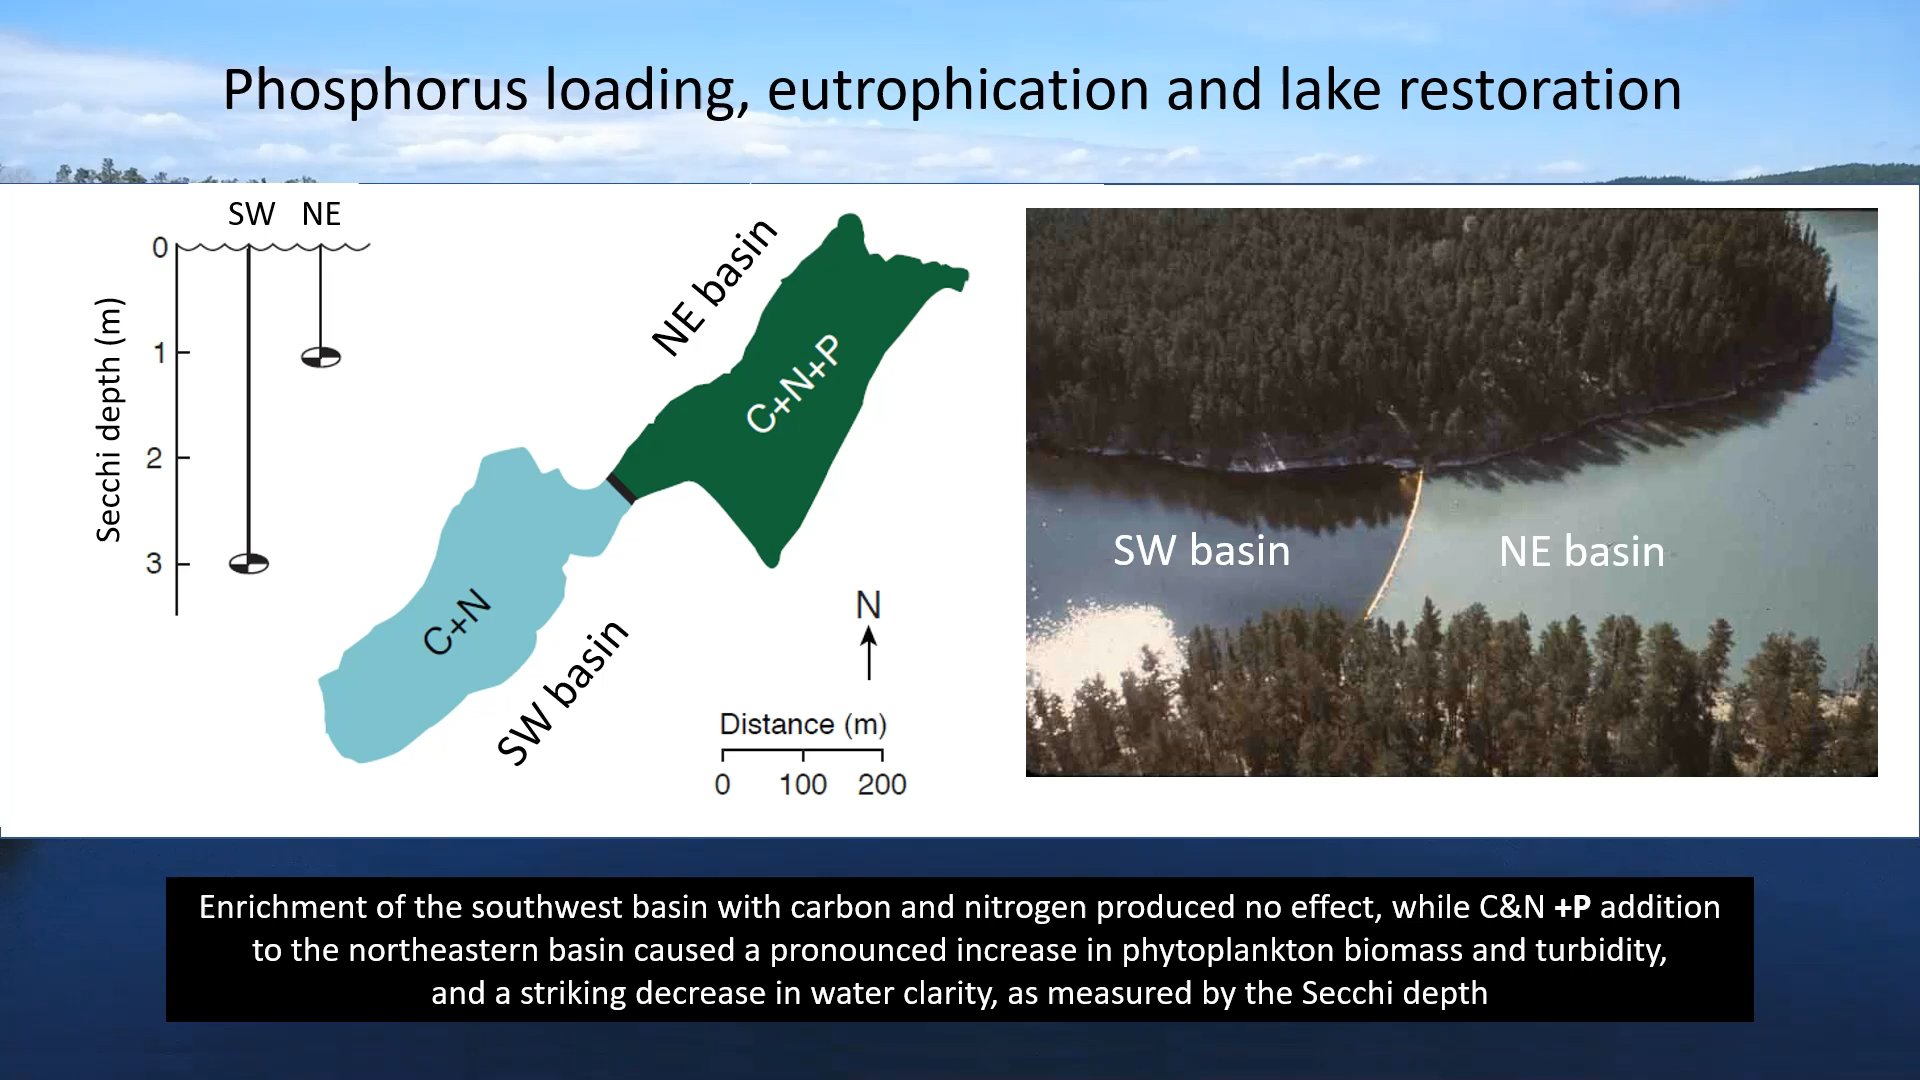 Phosphorus loading, eutrophication and lake restoration
SW NE
0
1
2
3
Secchi depth (m)
NE basin
C+N+P
C+N
SW basin
N
Distance (m)
0 100 200
SW basin
NE basin
Enrichment of the southwest basin with carbon and nitrogen produced no effect, while C&N +P addition
to the northeastern basin caused a pronounced increase in phytoplankton biomass and turbidity,
and a striking decrease in water clarity, as measured by the Secchi depth